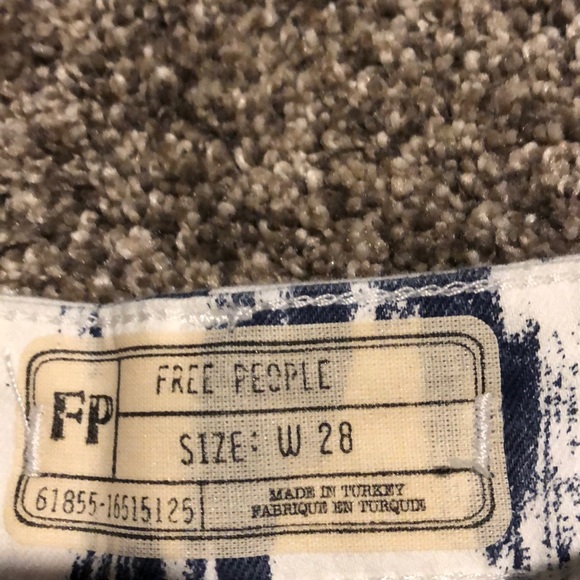 FP
FREE PEOPLE
SIZE: W 28
61855-16515125
MADE IN TURKEY
FABRIQUE EN TURQUIE